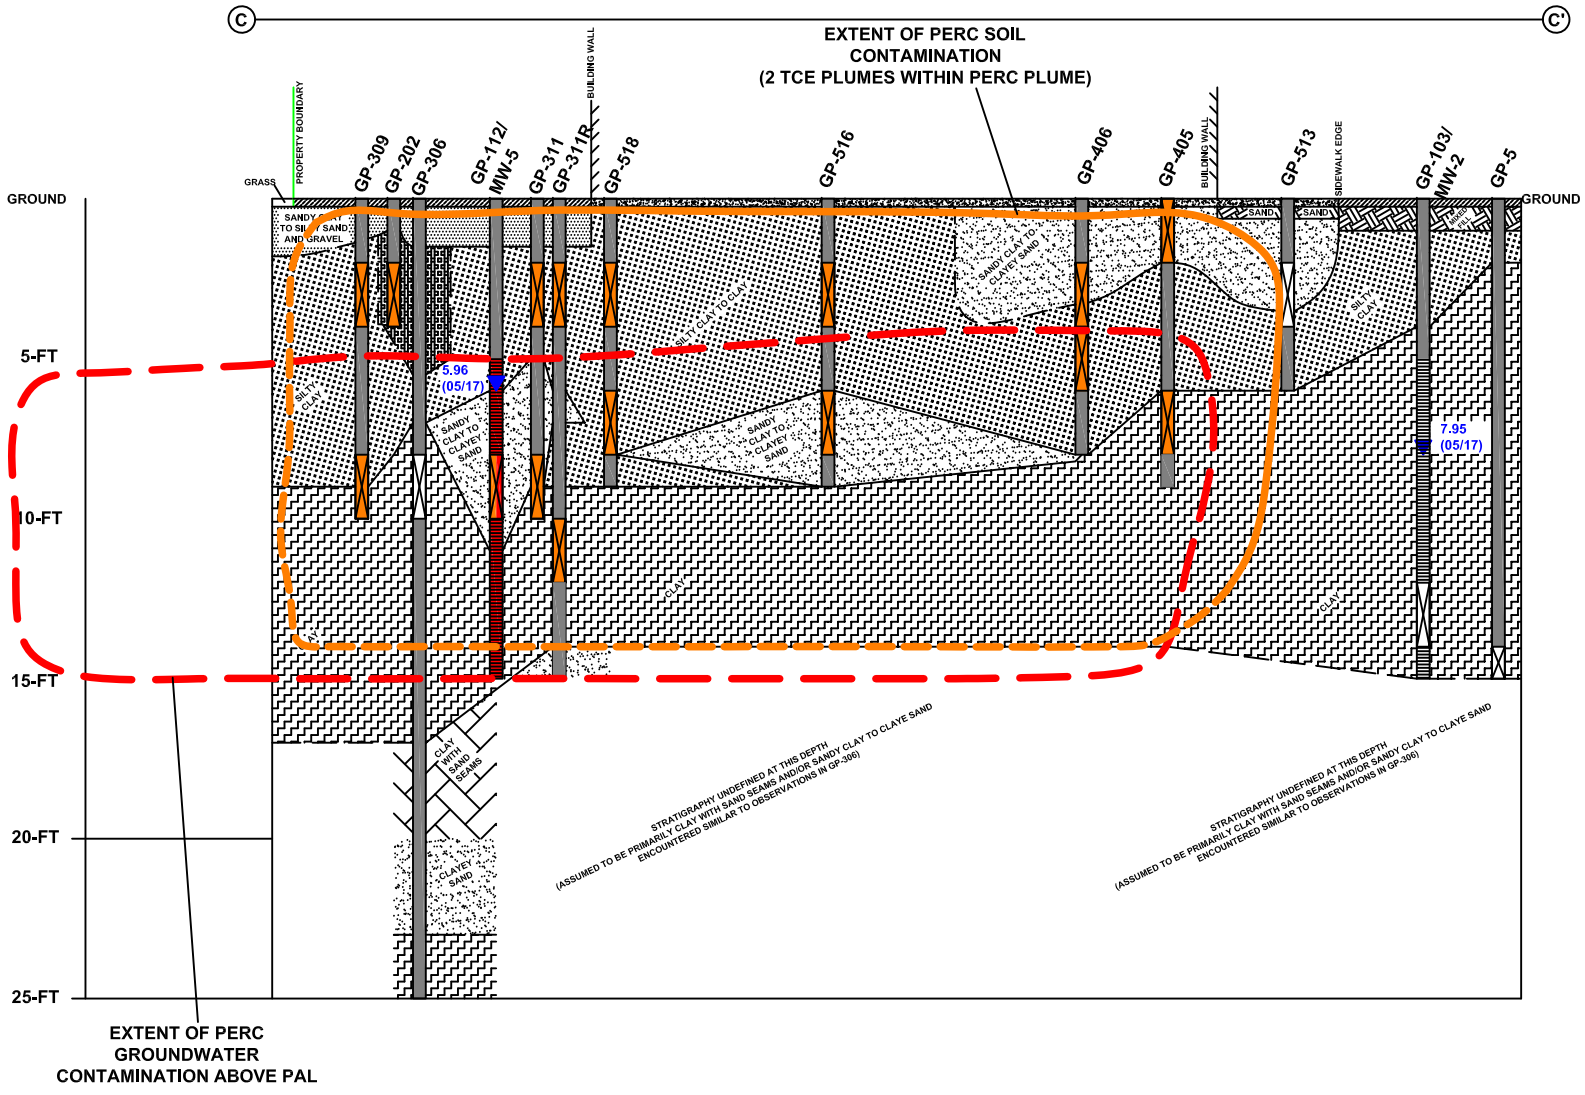 C
C'
EXTENT OF PERC SOIL
CONTAMINATION
(2 TCE PLUMES WITHIN PERC PLUME)
PROPERTY BOUNDARY
BUILDING WALL
BUILDING WALL
SIDEWALK EDGE
GP-309
GP-202
GP-306
GP-112/
MW-5
GP-311
GP-311R
GP-518
GP-516
GP-406
GP-405
GP-513
GP-103/
MW-2
GP-5
GRASS
GROUND
GROUND
SANDY CLAY
TO SILTY SAND
AND GRAVEL
SAND
SAND
MIXED
FILL
SANDY CLAY TO
CLAYEY SAND
SILTY CLAY TO CLAY
SILTY
CLAY
5-FT
5.96
(05/17)
SILTY
CLAY
SANDY
CLAY TO
CLAYEY
SAND
SANDY
CLAY TO
CLAYEY
SAND
7.95
(05/17)
10-FT
CLAY
CLAY
CLAY
15-FT
CLAY
WITH
SAND
SEAMS
STRATIGRAPHY UNDEFINED AT THIS DEPTH
(ASSUMED TO BE PRIMARILY CLAY WITH SAND SEAMS AND/OR SANDY CLAY TO CLAYE SAND
ENCOUNTERED SIMILAR TO OBSERVATIONS IN GP-306)
STRATIGRAPHY UNDEFINED AT THIS DEPTH
(ASSUMED TO BE PRIMARILY CLAY WITH SAND SEAMS AND/OR SANDY CLAY TO CLAYE SAND
ENCOUNTERED SIMILAR TO OBSERVATIONS IN GP-306)
20-FT
CLAYEY
SAND
25-FT
EXTENT OF PERC
GROUNDWATER
CONTAMINATION ABOVE PAL